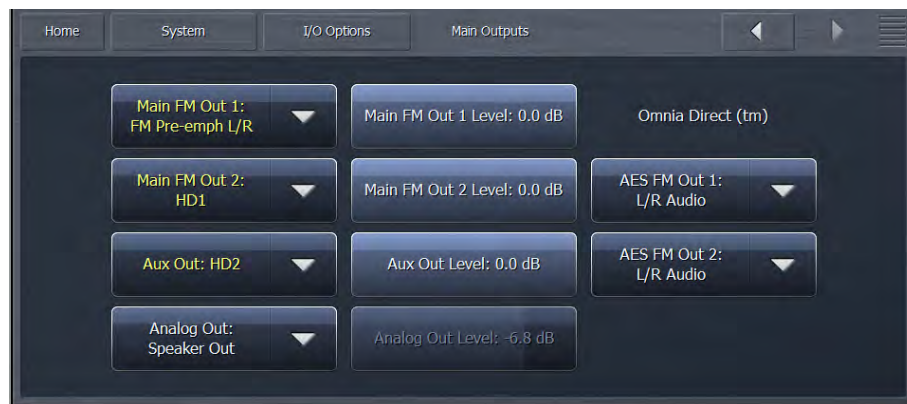 Home System I/O Options Main Outputs
Main FM Out 1:
FM Pre-emph L/R
Main FM Out 1 Level: 0.0 dB
Omnia Direct (tm)
Main FM Out 2:
HD1
Main FM Out 2 Level: 0.0 dB
AES FM Out 1:
L/R Audio
Aux Out: HD2
Aux Out Level: 0.0 dB
AES FM Out 2:
L/R Audio
Analog Out:
Speaker Out
Analog Out Level: -6.8 dB